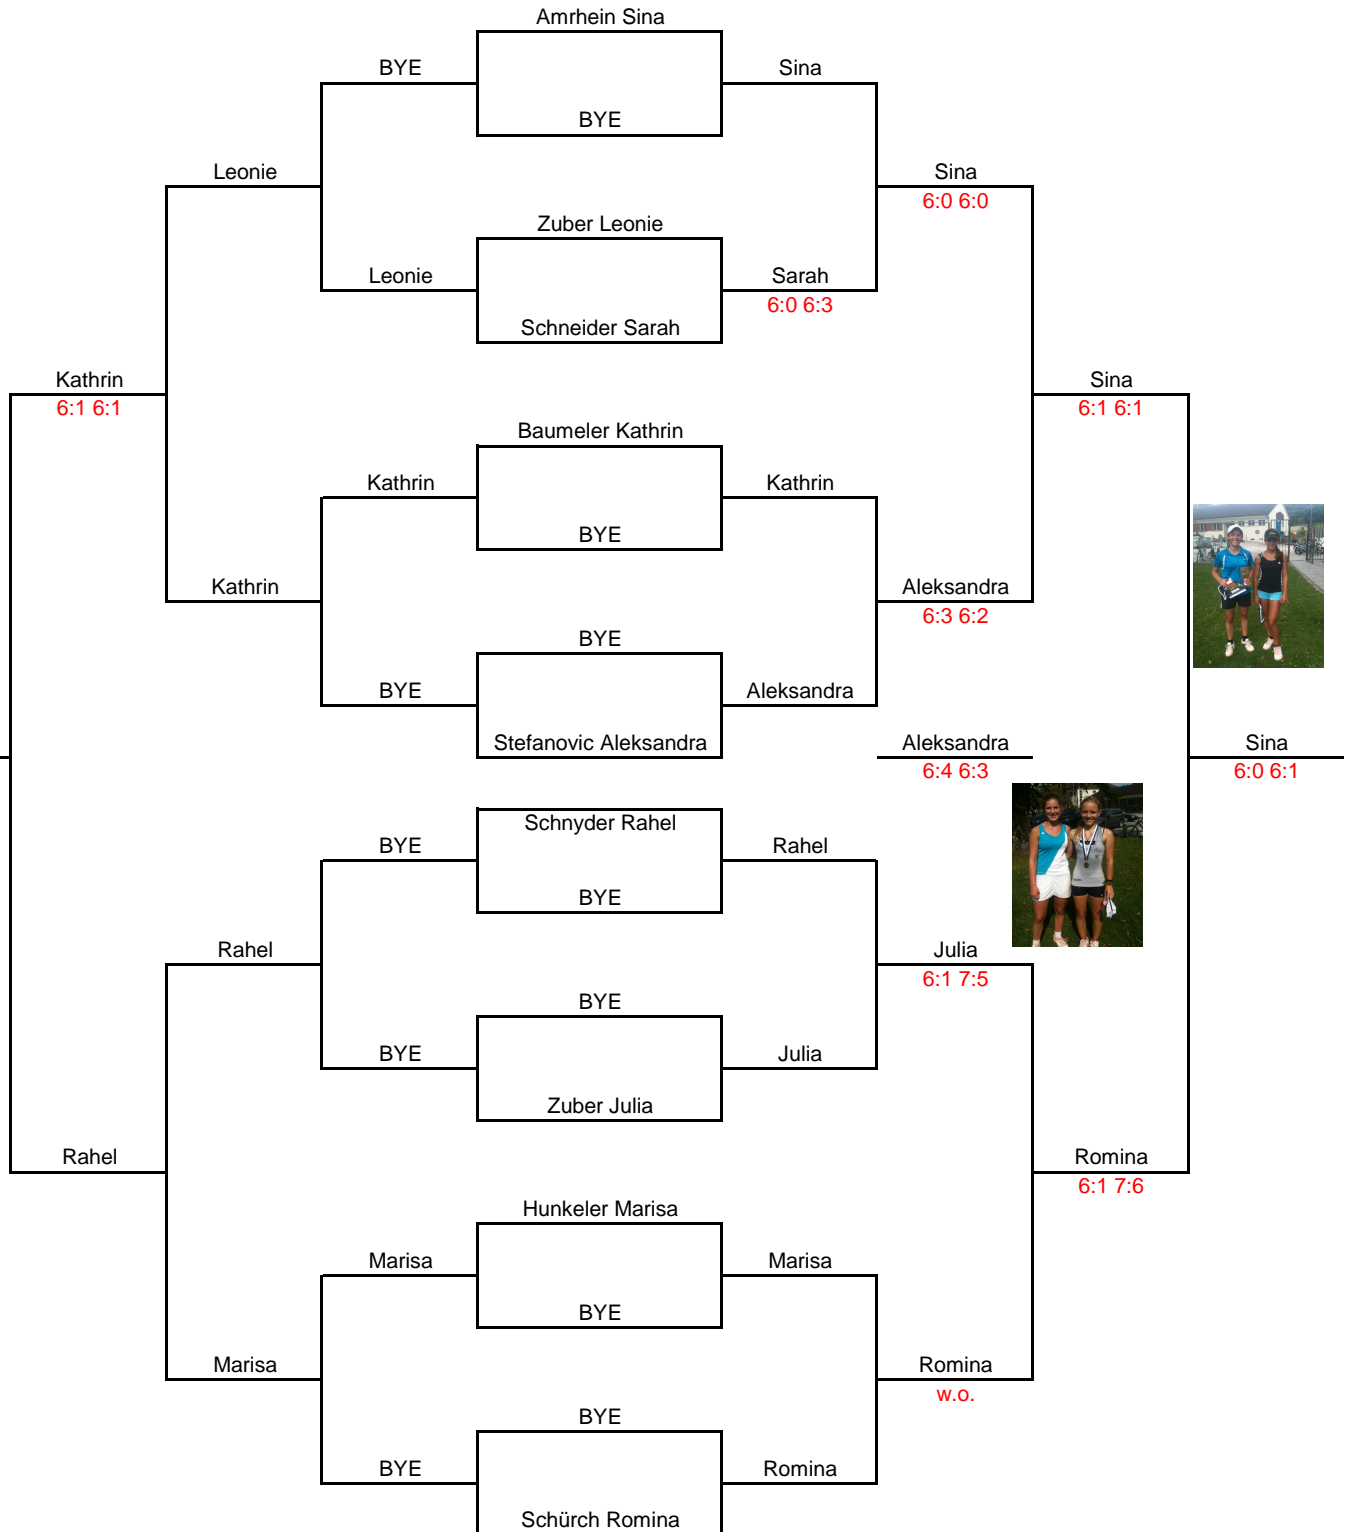 Amrhein Sina
BYE
Sina
BYE
Leonie
Sina
6:0 6:0
Zuber Leonie
Leonie
Sarah
6:0 6:3
Schneider Sarah
Kathrin
6:1 6:1
Sina
6:1 6:1
Baumeler Kathrin
Kathrin
Kathrin
BYE
Kathrin
Aleksandra
6:3 6:2
BYE
BYE
Aleksandra
Stefanovic Aleksandra
Aleksandra
6:4 6:3
Sina
6:0 6:1
Schnyder Rahel
BYE
Rahel
BYE
Rahel
Julia
6:1 7:5
BYE
BYE
Julia
Zuber Julia
Rahel
Romina
6:1 7:6
Hunkeler Marisa
Marisa
Marisa
BYE
Marisa
Romina
w.o.
BYE
BYE
Romina
Schürch Romina